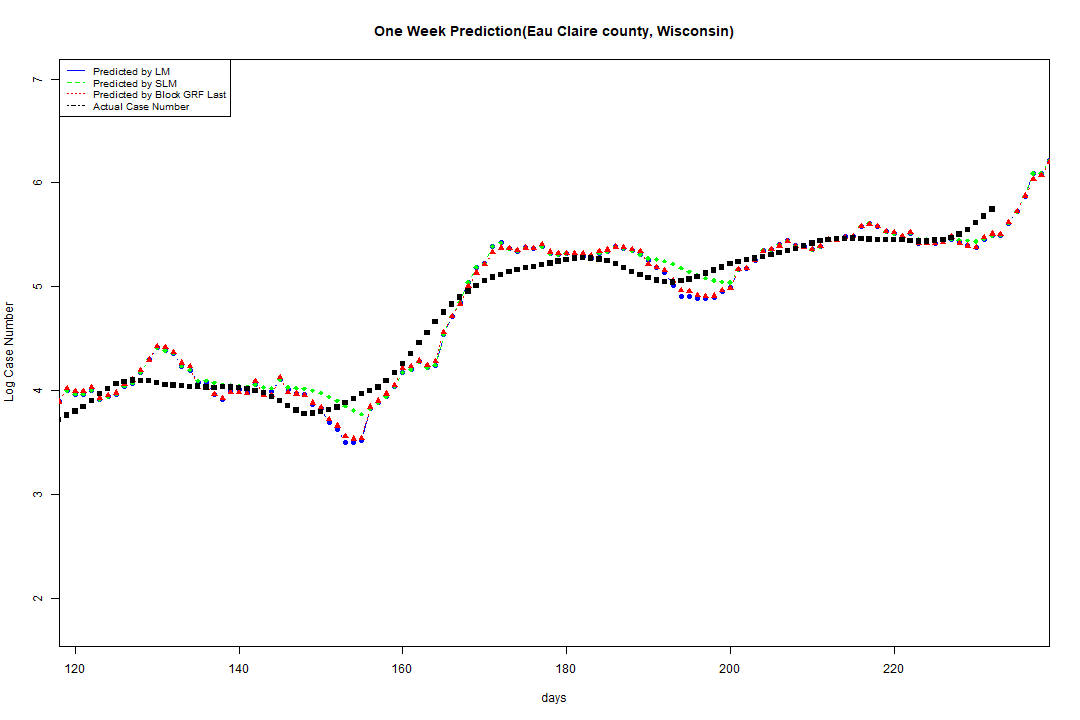 One Week Prediction(Eau Claire county, Wisconsin)
Predicted by LM
Predicted by SLM
Predicted by Block GRF Last
Actual Case Number
7
6
5
4
3
2
Log Case Number
120 140 160 180 200 220
days